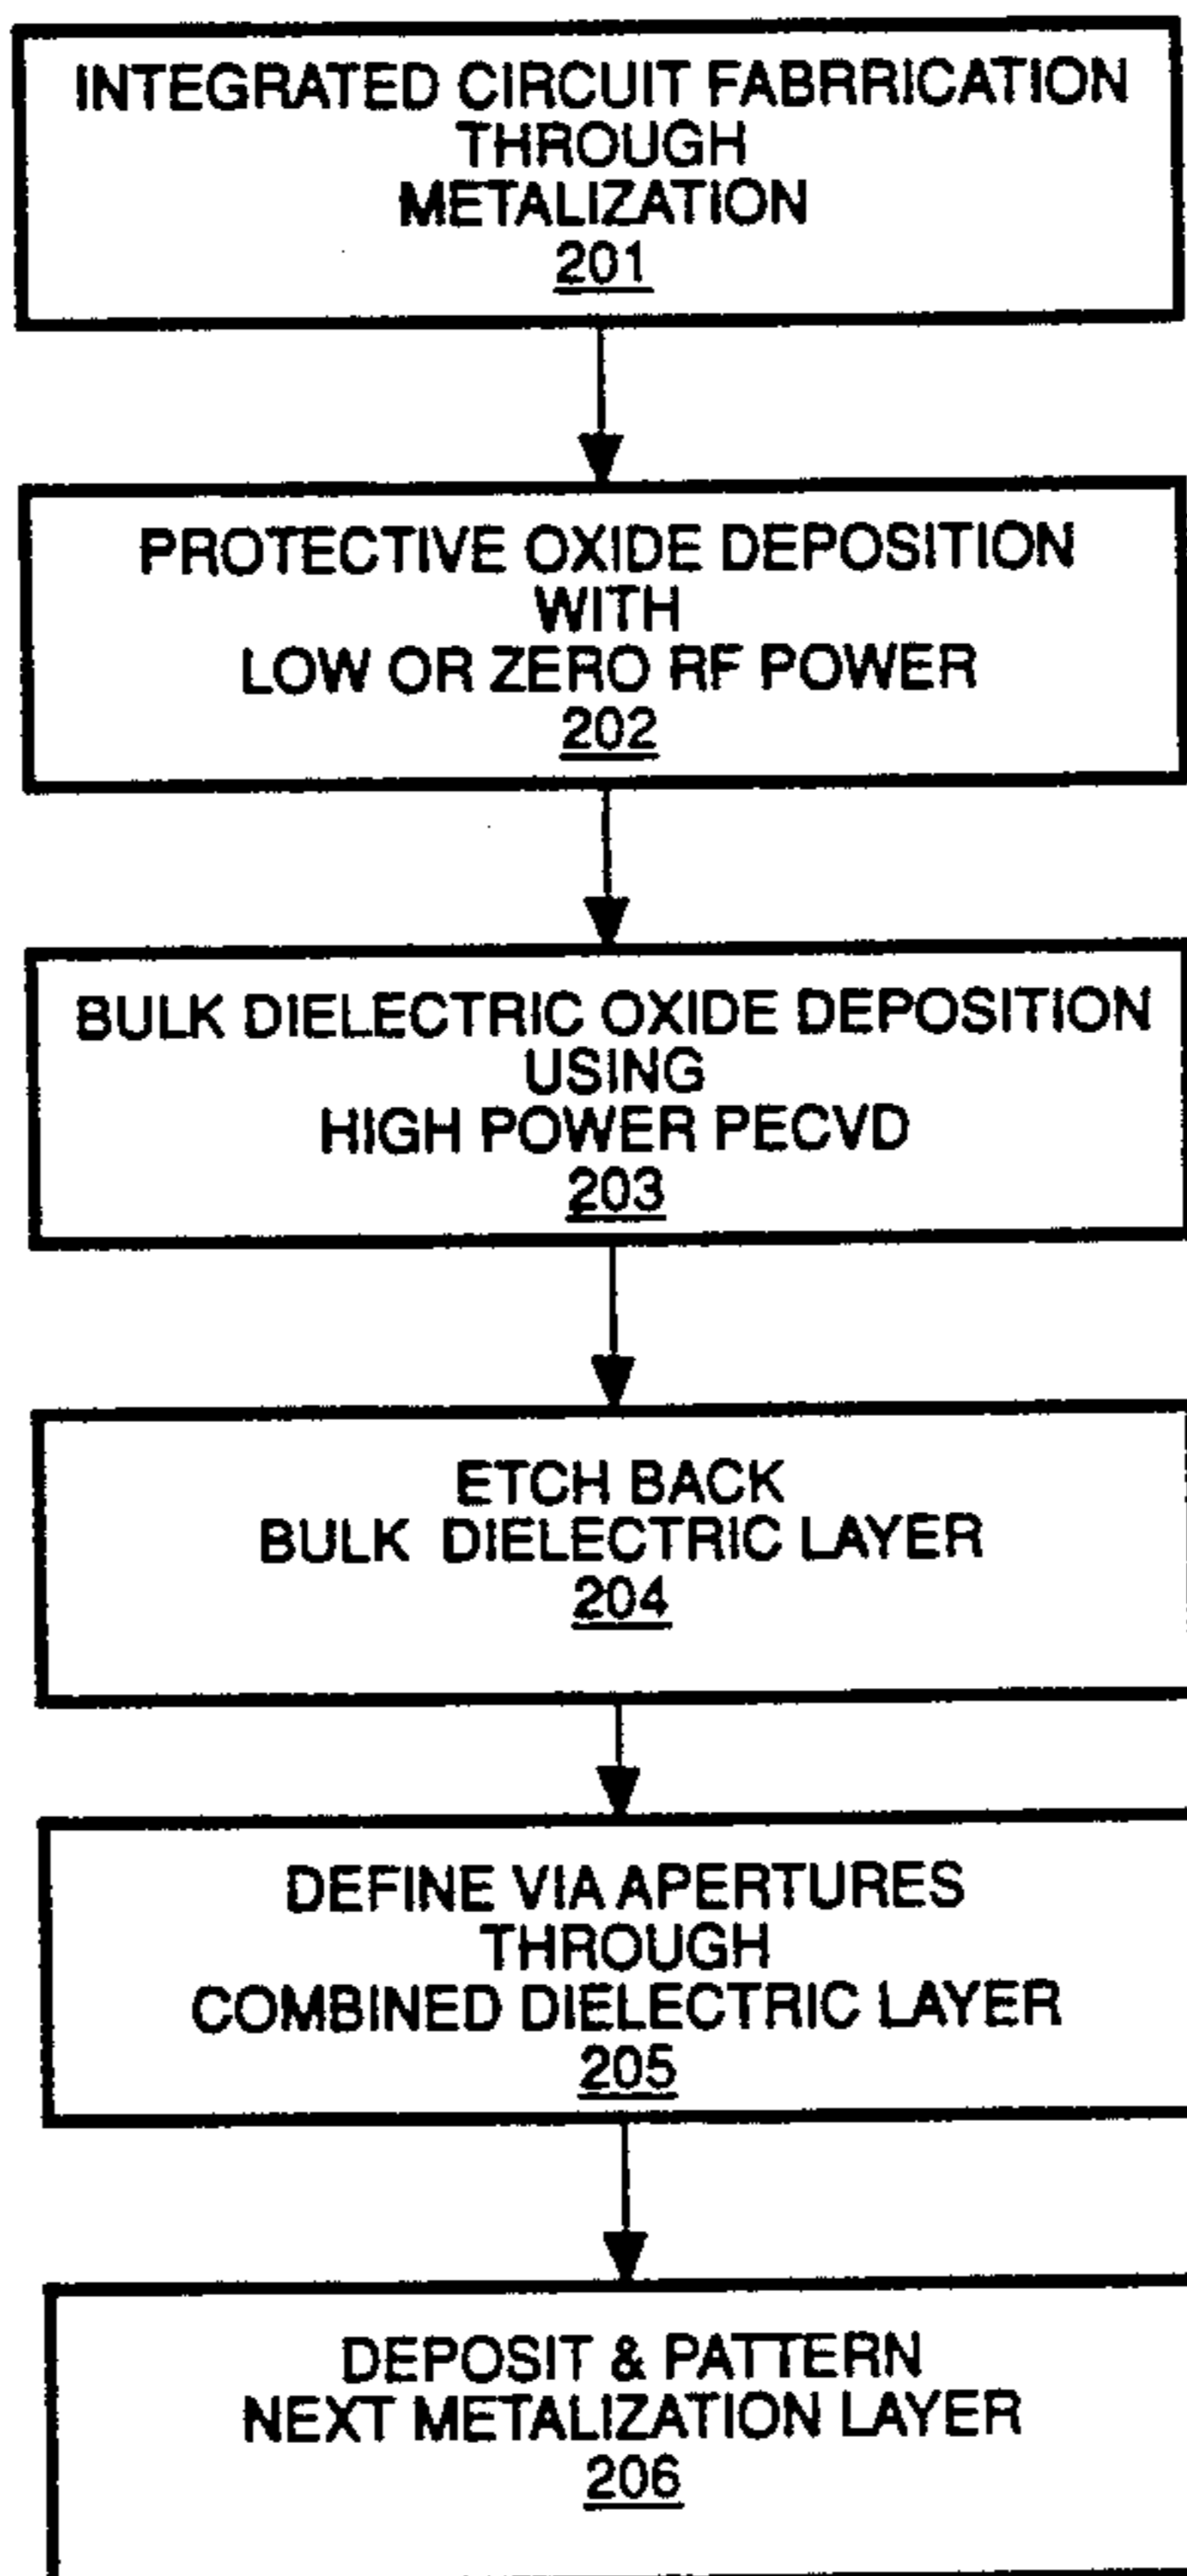 INTEGRATED CIRCUIT FABRRICATION
THROUGH
METALIZATION
201
PROTECTIVE OXIDE DEPOSITION
WITH
LOW OR ZERO RF POWER
202
BULK DIELECTRIC OXIDE DEPOSITION
USING
HIGH POWER PECVD
203
ETCH BACK
BULK DIELECTRIC LAYER
204
DEFINE VIA APERTURES
THROUGH
COMBINED DIELECTRIC LAYER
205
DEPOSIT & PATTERN
NEXT METALIZATION LAYER
206